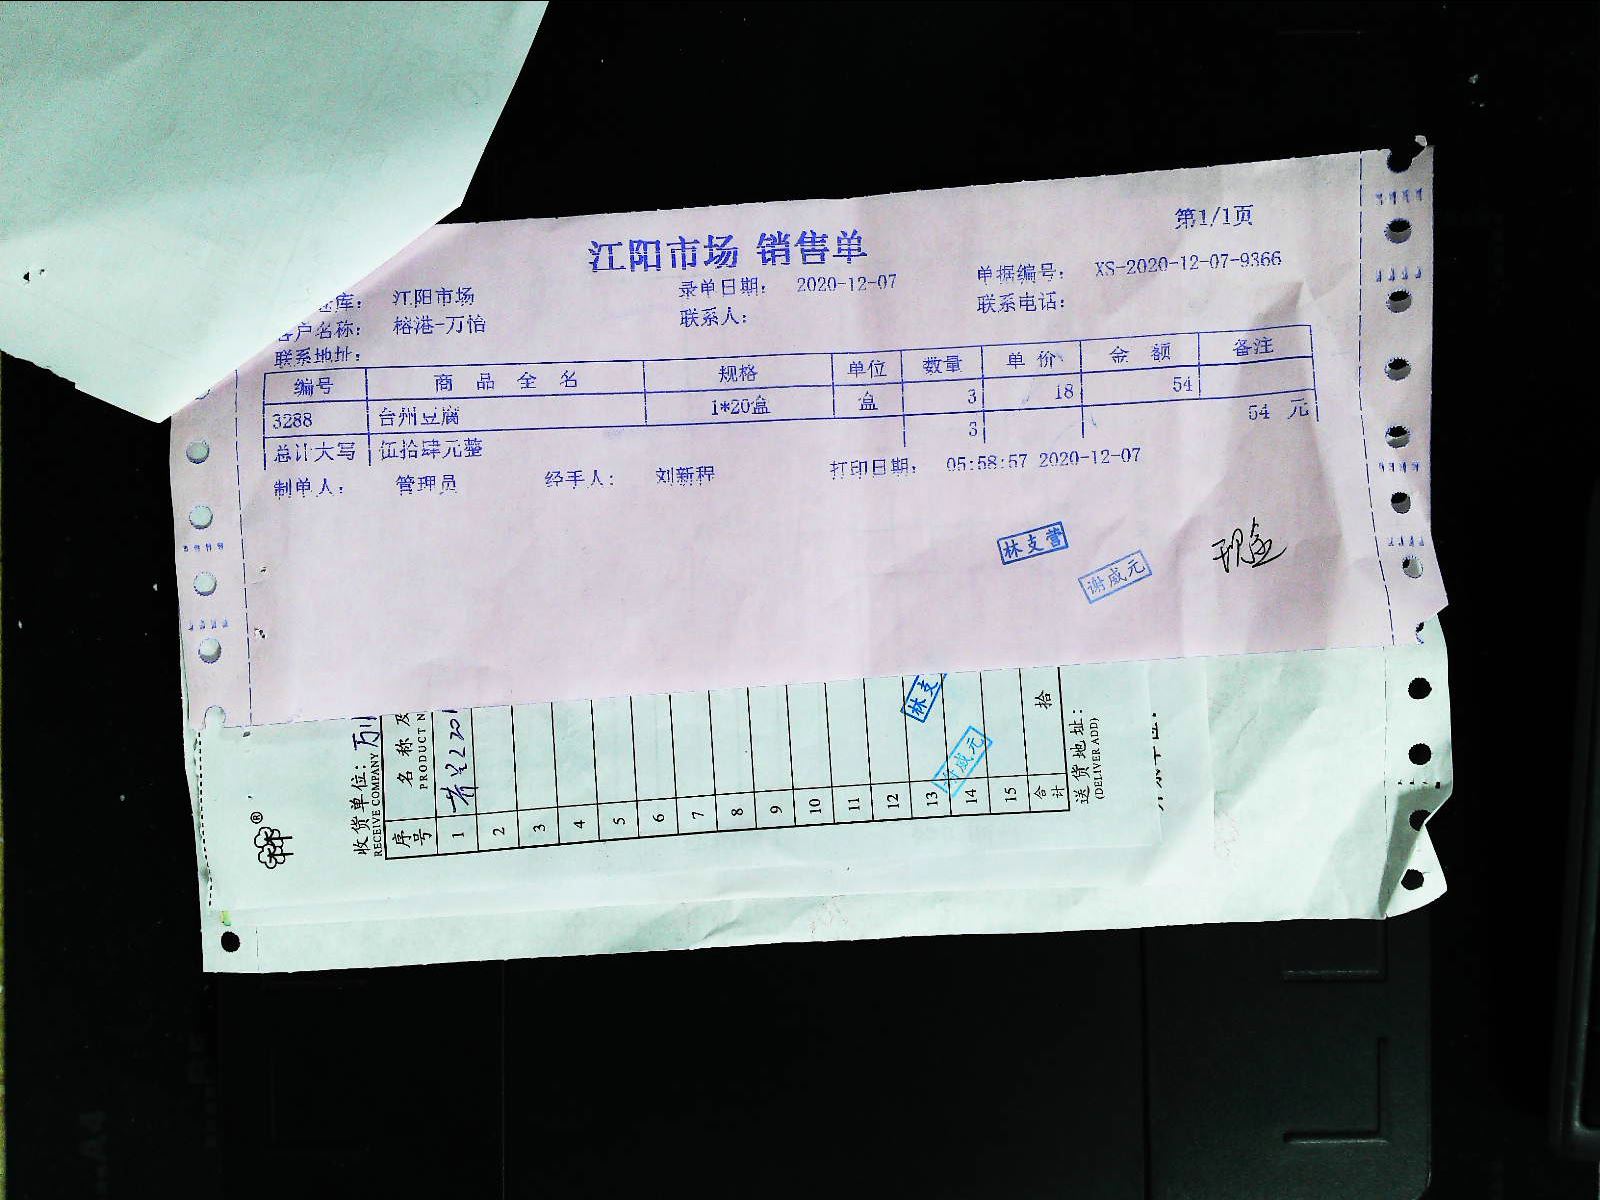 第1/1页
江阳市场 销售单
库： 江阳市场 录单日期： 2020-12-07 单据编号： XS-2020-12-07-9366
户名称： 榕港-万怡 联系人： 联系电话：
联系地址：
编号 商品全名 规格 单位 数量 单价 金额 备注
3288 台州豆腐 1*20盒 盒 3 18 54
总计大写 伍拾肆元整 3 54 元
制单人： 管理员 经手人： 刘新程 打印日期： 05:58:57 2020-12-07
林支营
谢威元
现金
收货单位： 万
RECEIVE COMPANY
序号 名称及
PRODUCT N
1
2
3
4
5
6
7
8
9
10
11
12
13
14
15
合计 拾
送货地址：
(DELIVER ADD)
林支
威元